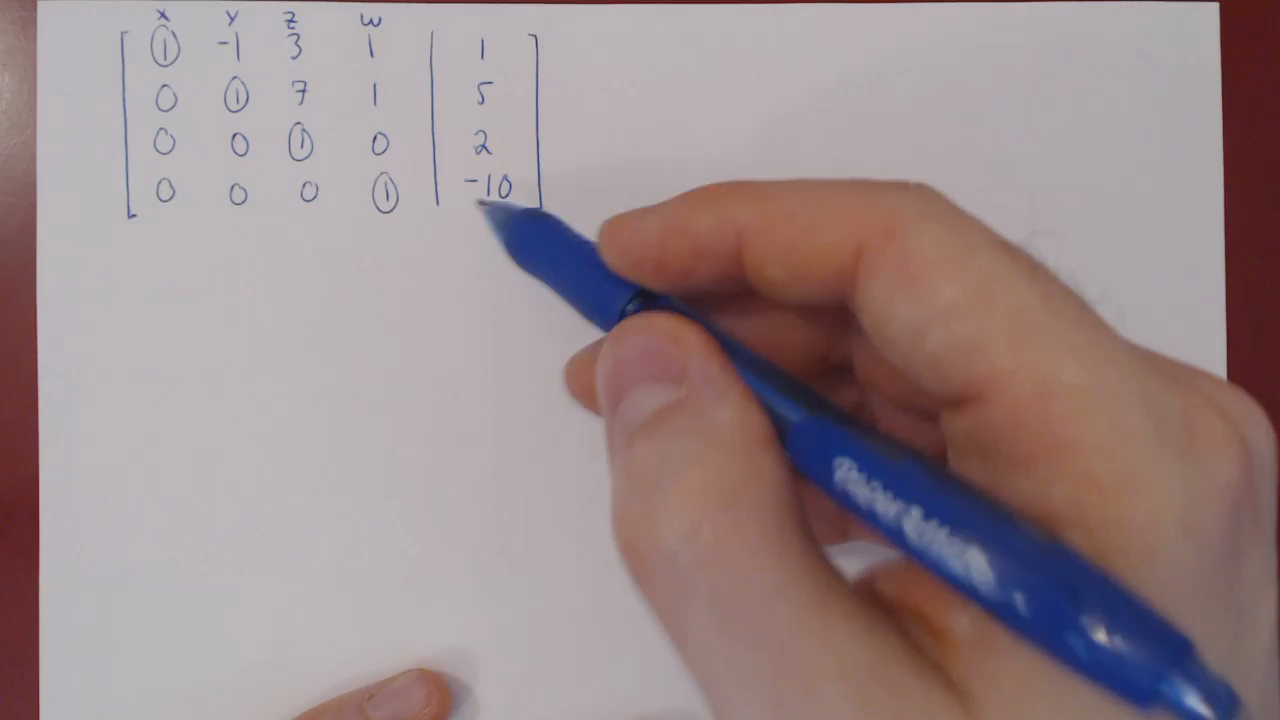 x y z w
1 -1 3 1 | 1
0 1 7 1 | 5
0 0 1 0 | 2
0 0 0 1 | -10
PaperMate